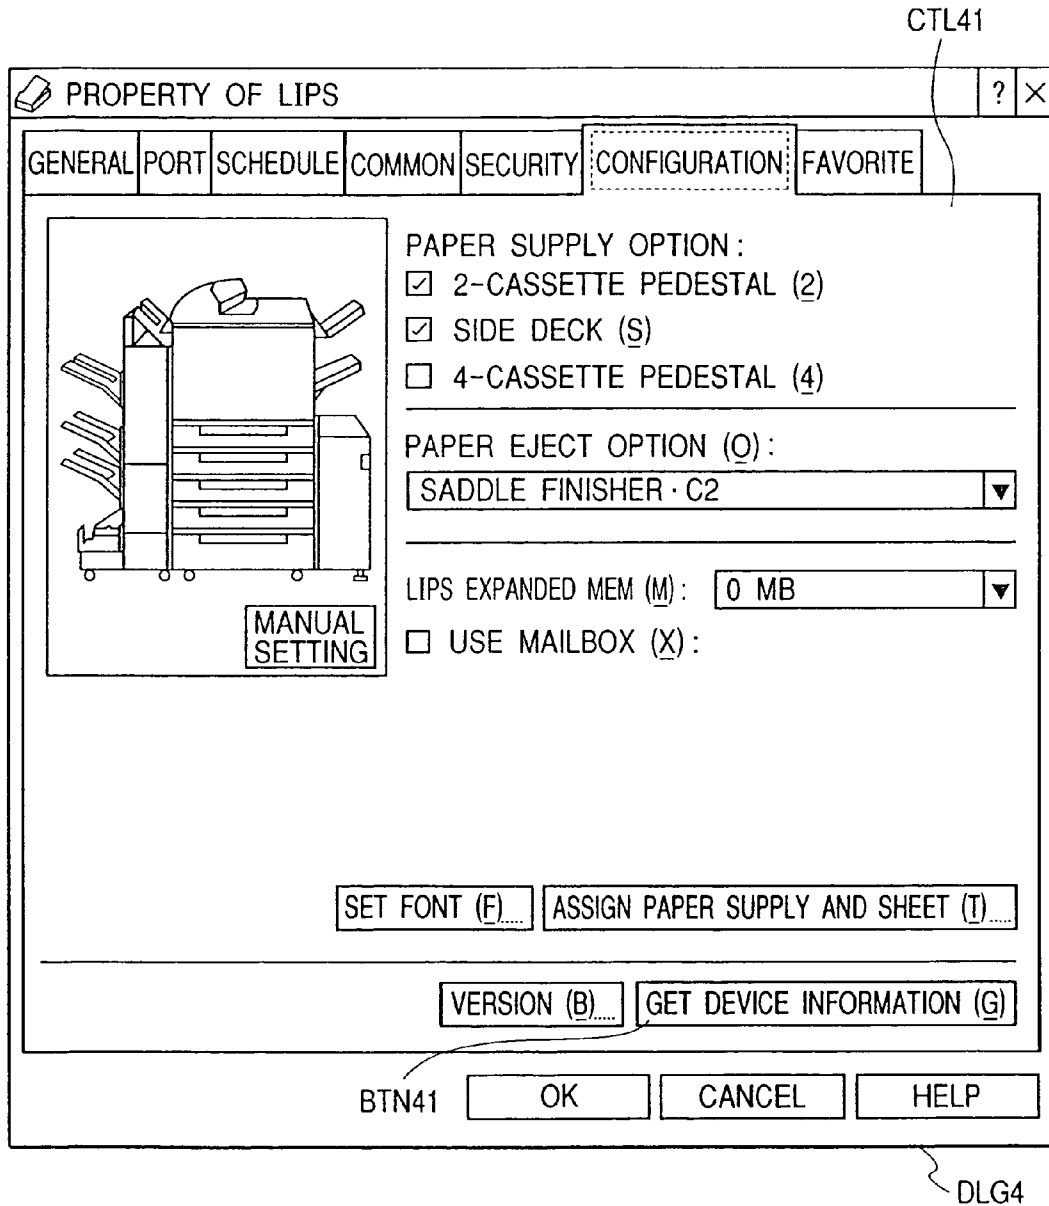 CTL41
PROPERTY OF LIPS ? ×
GENERAL PORT SCHEDULE COMMON SECURITY CONFIGURATION FAVORITE
PAPER SUPPLY OPTION :
2-CASSETTE PEDESTAL (2)
SIDE DECK (S)
4-CASSETTE PEDESTAL (4)
PAPER EJECT OPTION (O) :
SADDLE FINISHER · C2
LIPS EXPANDED MEM (M) : 0 MB
MANUAL
SETTING
USE MAILBOX (X) :
SET FONT (F)..... ASSIGN PAPER SUPPLY AND SHEET (T).....
VERSION (B)..... GET DEVICE INFORMATION (G)
BTN41 OK CANCEL HELP
DLG4